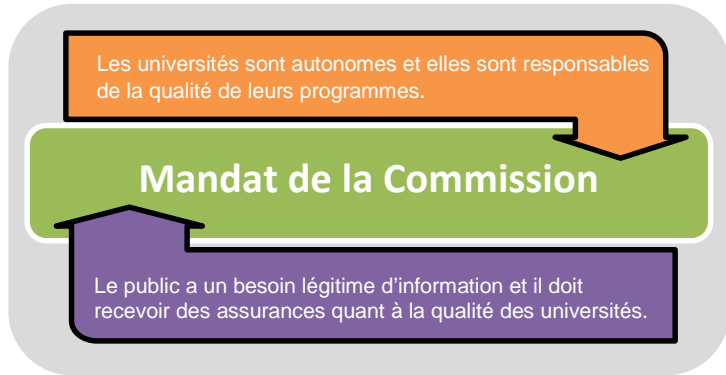 Les universités sont autonomes et elles sont responsables
de la qualité de leurs programmes.
Mandat de la Commission
Le public a un besoin légitime d’information et il doit
recevoir des assurances quant à la qualité des universités.